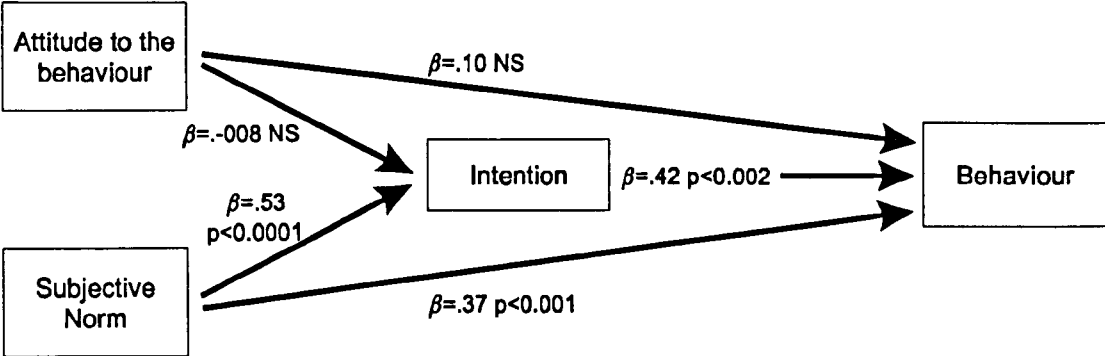 Attitude to the
behaviour
β=.10 NS
β=.-008 NS
Intention
β=.42 p<0.002
Behaviour
β=.53
p<0.0001
Subjective
Norm
β=.37 p<0.001